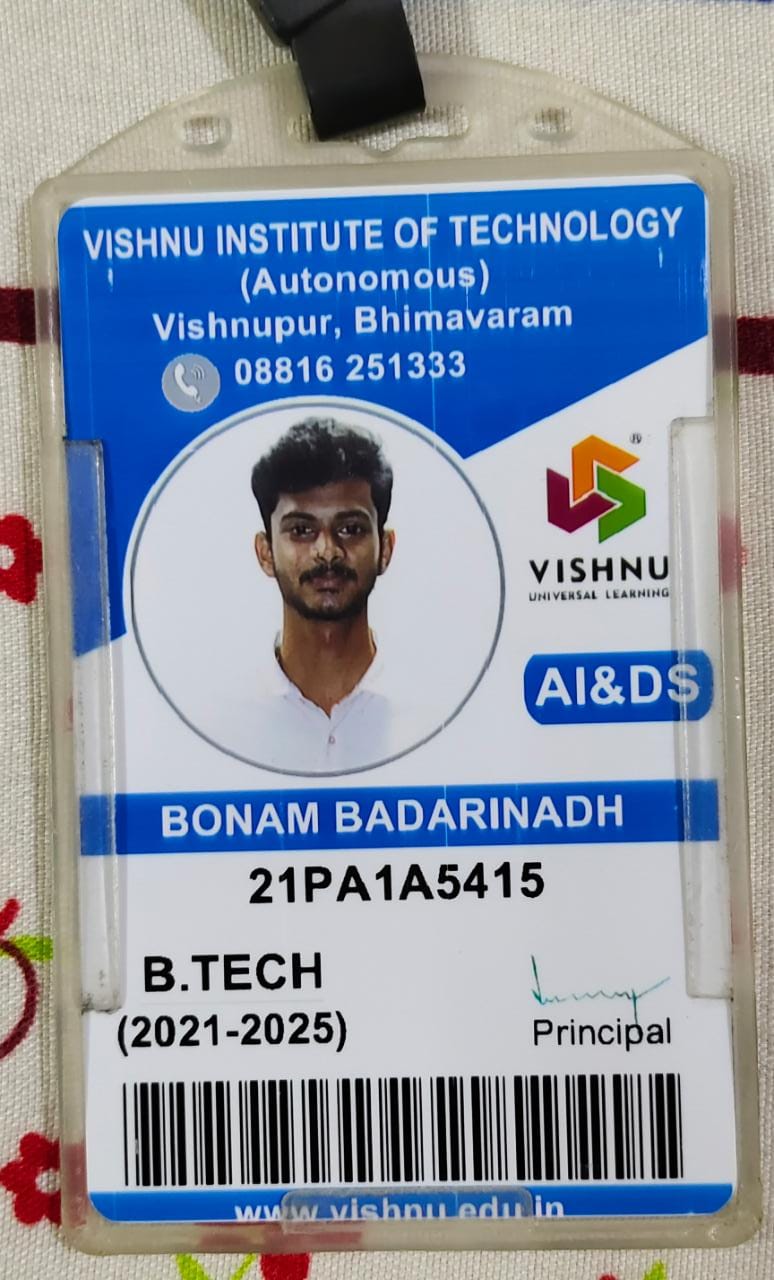 VISHNU INSTITUTE OF TECHNOLOGY
(Autonomous)
Vishnupur, Bhimavaram
08816 251333
®
VISHNU
UNIVERSAL LEARNING
AI&DS
BONAM BADARINADH
21PA1A5415
B.TECH
(2021-2025)
Principal
www.vishnu.edu.in